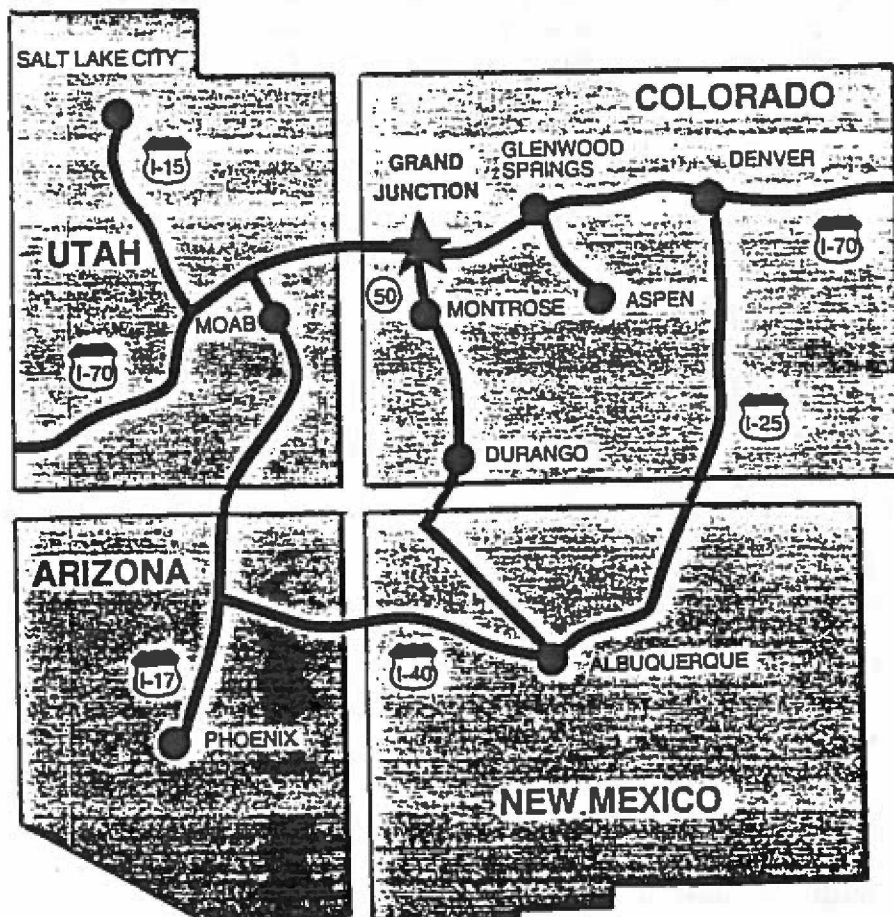 SALT LAKE CITY
I-15
UTAH
MOAB
I-70
COLORADO
GRAND
JUNCTION
GLENWOOD
SPRINGS
DENVER
I-70
50
MONTROSE
ASPEN
I-25
DURANGO
ARIZONA
I-17
PHOENIX
I-40
ALBUQUERQUE
NEW MEXICO